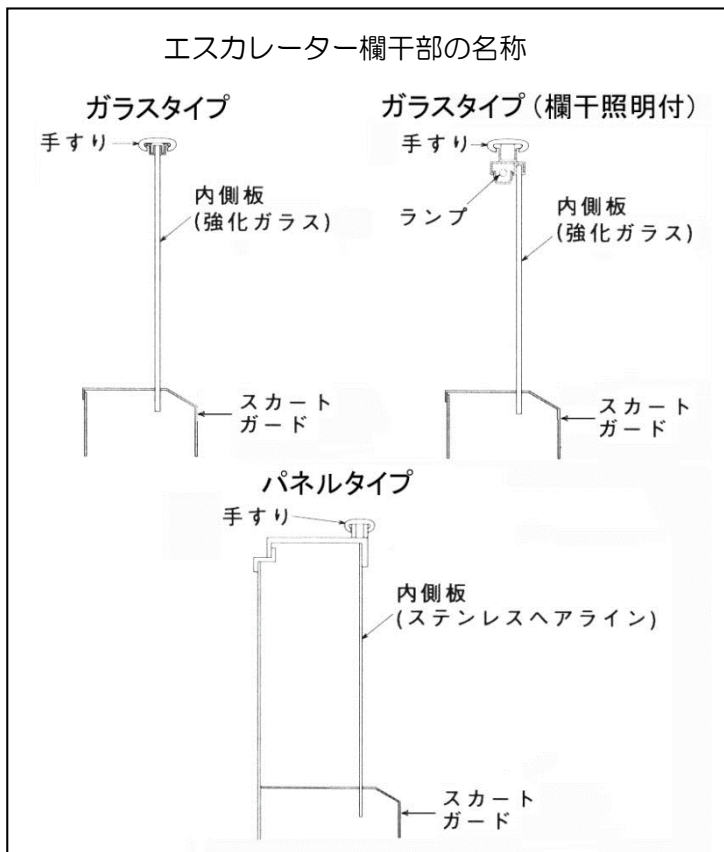 エスカレーター欄干部の名称
ガラスタイプ
手すり
内側板
(強化ガラス)
スカート
ガード
ガラスタイプ(欄干照明付)
手すり
ランプ
内側板
(強化ガラス)
スカート
ガード
パネルタイプ
手すり
内側板
(ステンレスヘアライン)
スカート
ガード